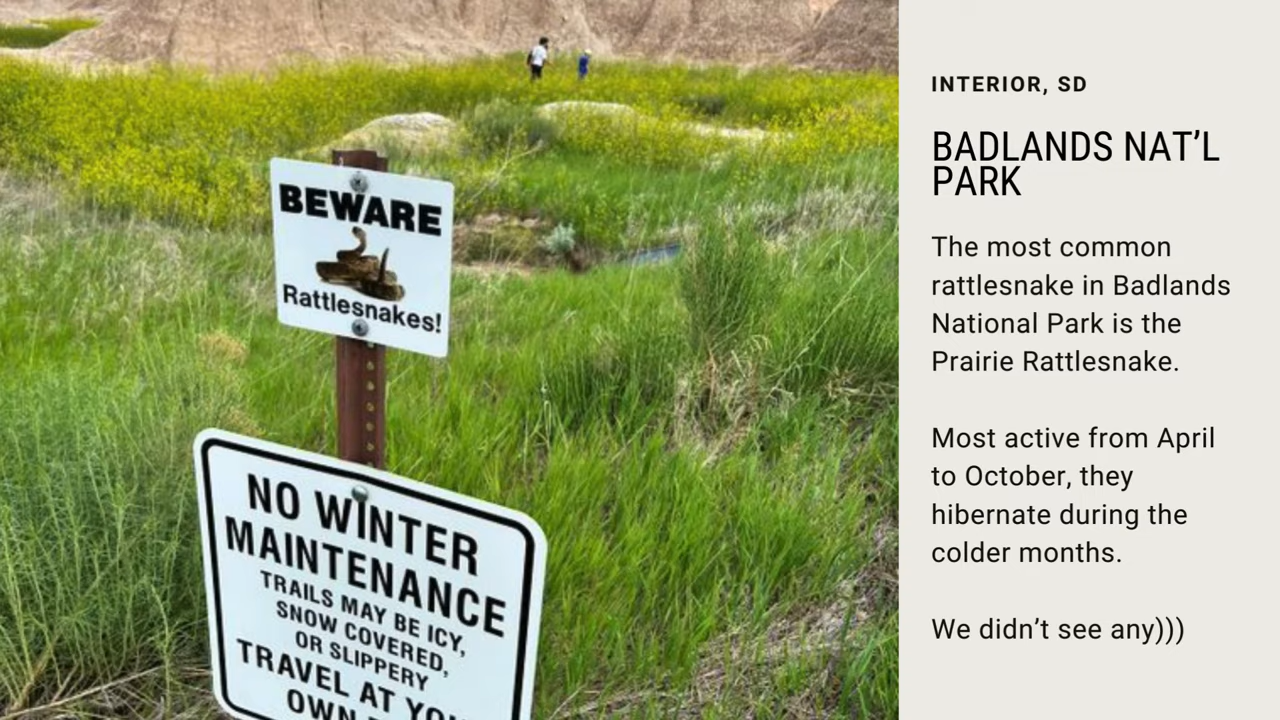 BEWARE
Rattlesnakes!
NO WINTER
MAINTENANCE
TRAILS MAY BE ICY,
SNOW COVERED,
OR SLIPPERY
TRAVEL AT
OWN
INTERIOR, SD
BADLANDS NAT’L
PARK
The most common
rattlesnake in Badlands
National Park is the
Prairie Rattlesnake.
Most active from April
to October, they
hibernate during the
colder months.
We didn’t see any)))